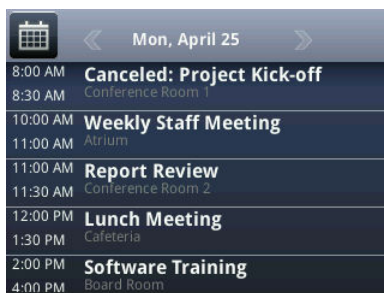 Mon, April 25
8:00 AM Canceled: Project Kick-off
8:30 AM Conference Room 1
10:00 AM Weekly Staff Meeting
11:00 AM Atrium
11:00 AM Report Review
11:30 AM Conference Room 2
12:00 PM Lunch Meeting
1:30 PM Cafeteria
2:00 PM Software Training
4:00 PM Board Room